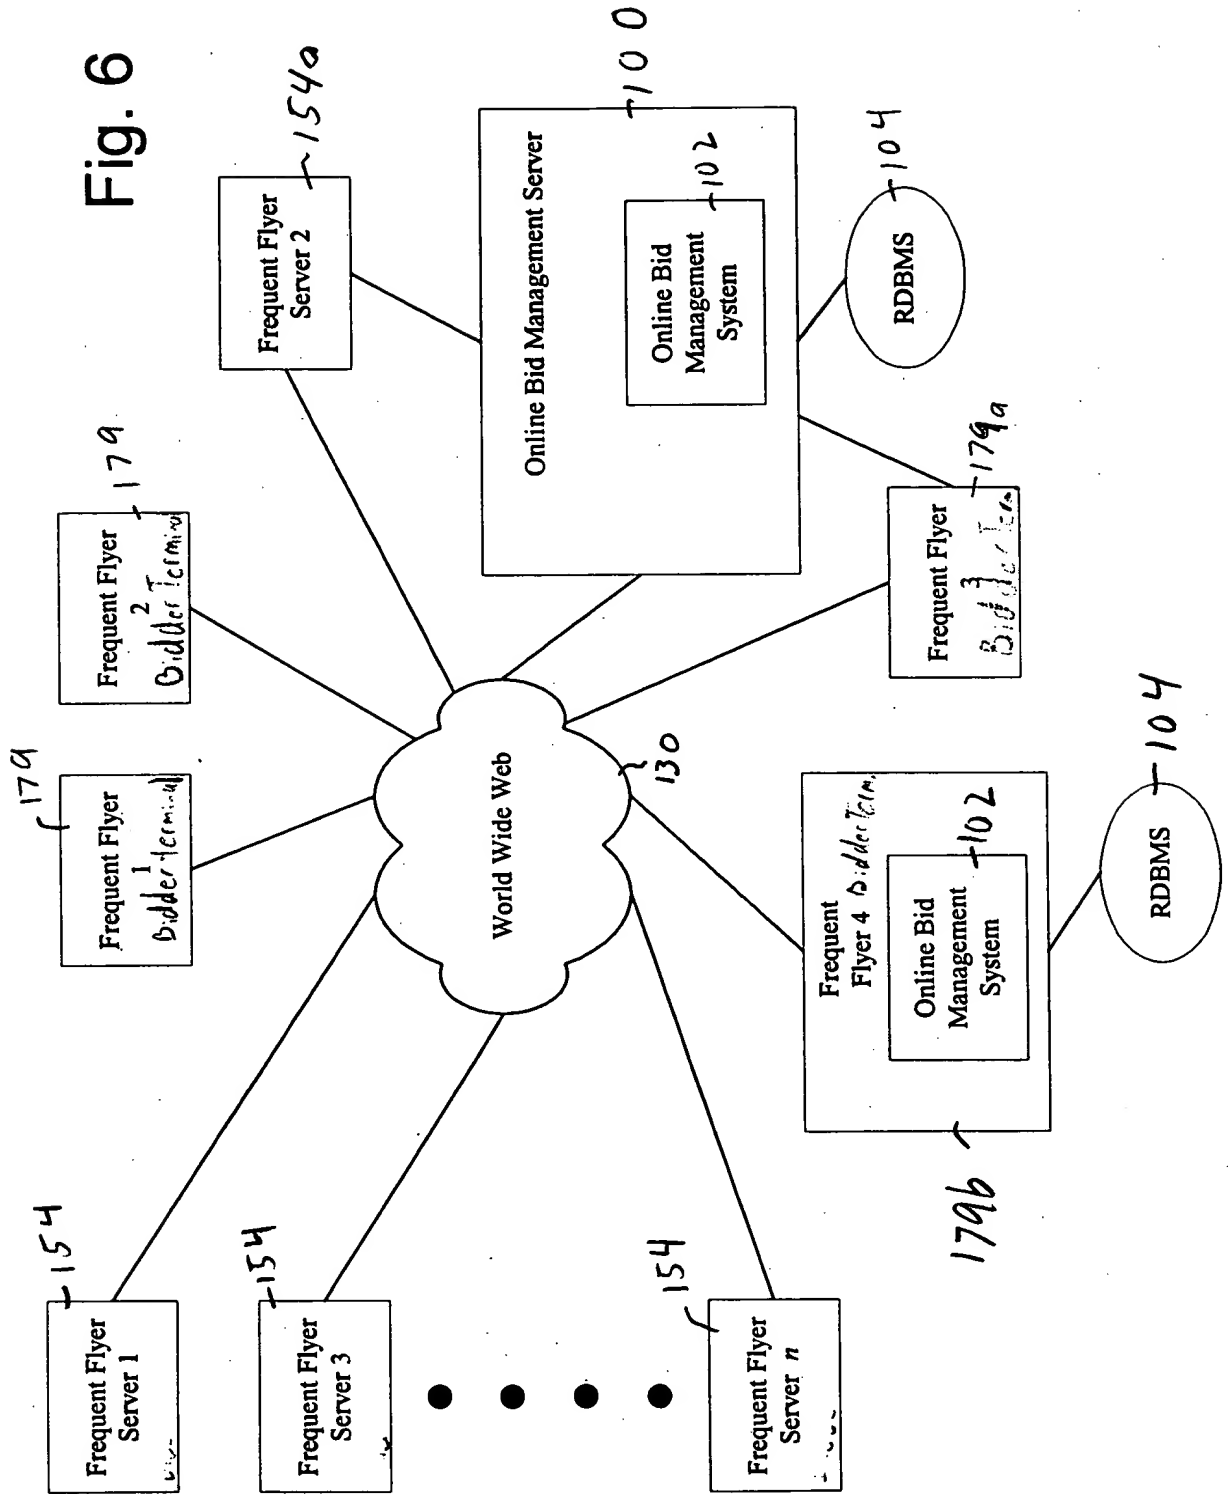 Fig. 6
154
Frequent Flyer
Server 1
154
Frequent Flyer
Server 3
154
Frequent Flyer
Server n
179
Frequent Flyer
1
Bidder Terminal
Frequent Flyer
2
Bidder Terminal
179
Frequent Flyer
Server 2
154a
World Wide Web
130
Online Bid Management Server
100
Online Bid
Management
System
102
RDBMS
104
Frequent Flyer
3
Bidder Term
179a
Frequent
Flyer 4 Bidder Term.
Online Bid
Management
System
102
179b
RDBMS
104